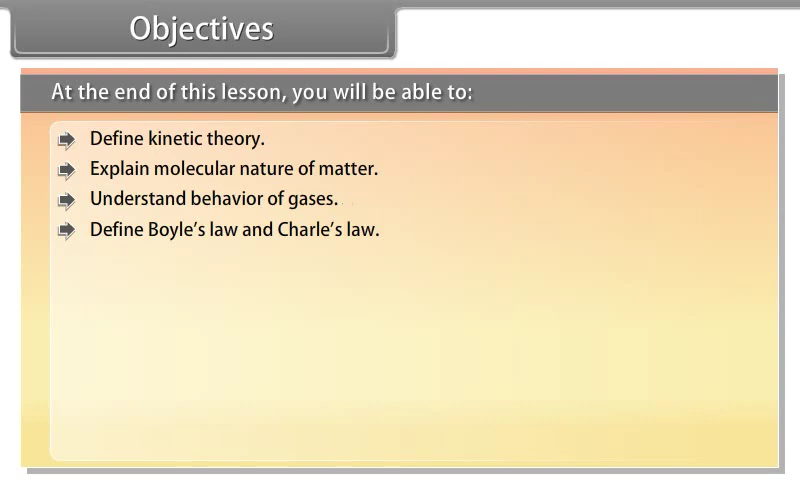 Objectives
At the end of this lesson, you will be able to:
Define kinetic theory.
Explain molecular nature of matter.
Understand behavior of gases.
Define Boyle's law and Charle's law.